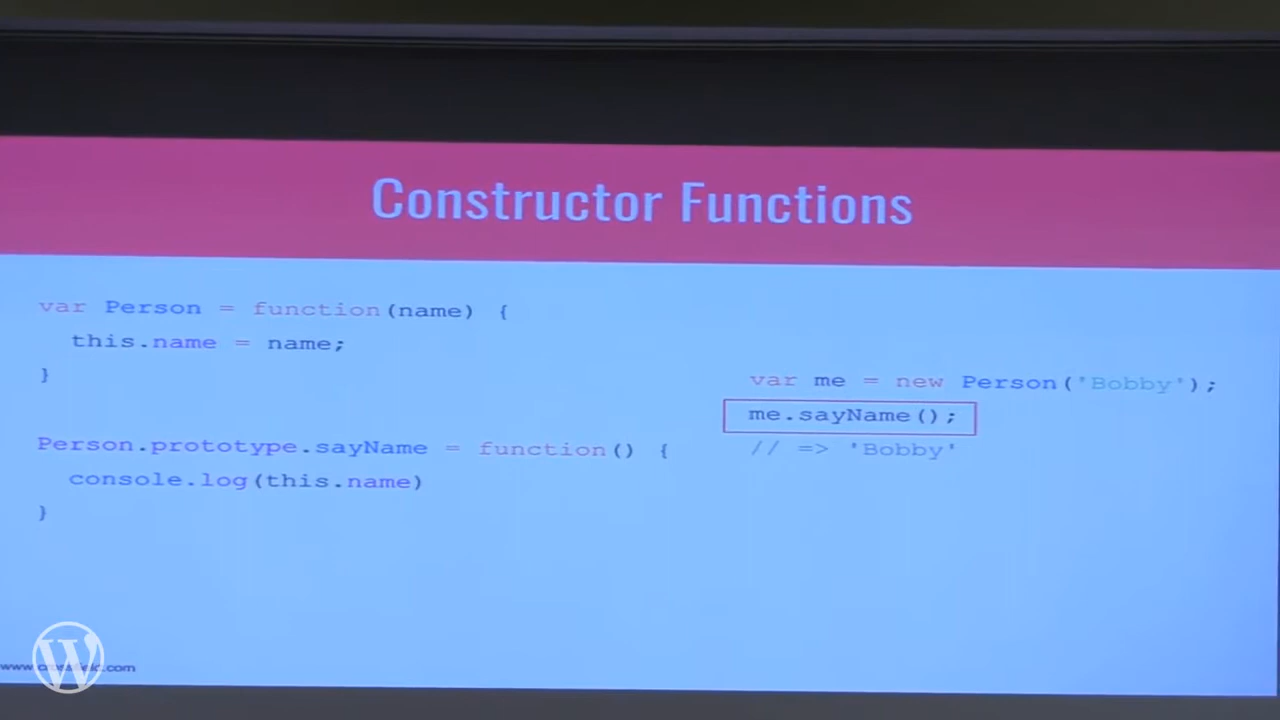 Constructor Functions
var Person = function(name) {
this.name = name;
}
Person.prototype.sayName = function() {
console.log(this.name)
}
var me = new Person('Bobby');
me.sayName();
// => 'Bobby'